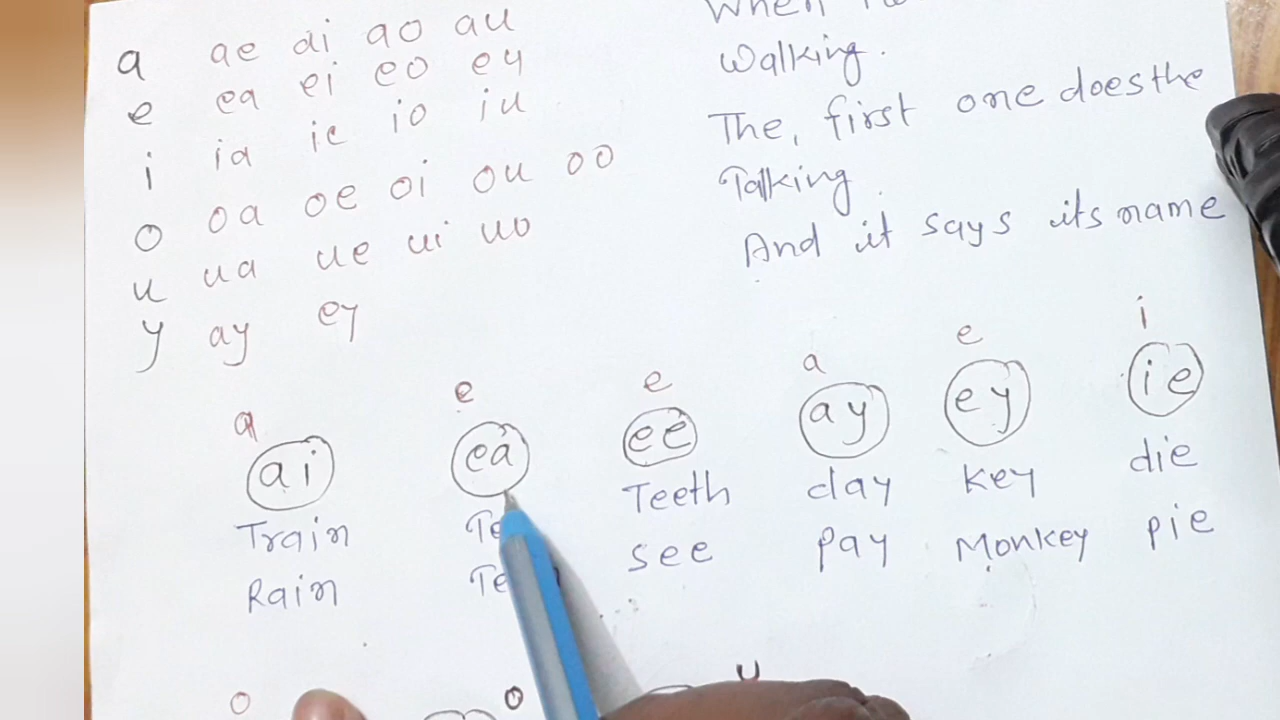 a ae ai ao au
e ea ei eo ey
i ia ie io iu
o oa oe oi ou oo
u ua ue ui uo
y ay ey
When
Walking.
The, first one does the
Talking.
And it says its name
a e e a e i
ai ea ee ay ey ie
Train Teeth clay key die
Rain see pay Monkey pie
o o u